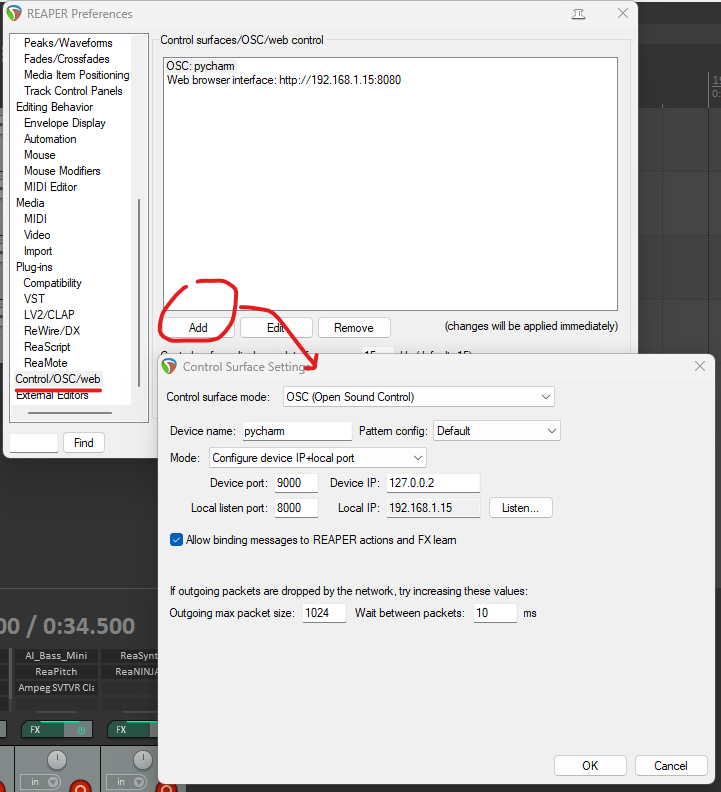 REAPER Preferences
Peaks/Waveforms
Fades/Crossfades
Media Item Positioning
Track Control Panels
Editing Behavior
Envelope Display
Automation
Mouse
Mouse Modifiers
MIDI Editor
Media
MIDI
Video
Import
Plug-ins
Compatibility
VST
LV2/CLAP
ReWire/DX
ReaScript
ReaMote
Control/OSC/web
External Editors
Find
Control surfaces/OSC/web control
OSC: pycharm
Web browser interface: http://192.168.1.15:8080
Add Edit Remove (changes will be applied immediately)
Control Surface Settings
Control surface mode: OSC (Open Sound Control)
Device name: pycharm Pattern config: Default
Mode: Configure device IP+local port
Device port: 9000 Device IP: 127.0.0.2
Local listen port: 8000 Local IP: 192.168.1.15 Listen...
Allow binding messages to REAPER actions and FX learn
If outgoing packets are dropped by the network, try increasing these values:
Outgoing max packet size: 1024 Wait between packets: 10 ms
OK Cancel
00 / 0:34.500
AI_Bass_Mini ReaSyn
ReaPitch ReaNINJA
Ampeg SVTVR Cla
FX FX
in in